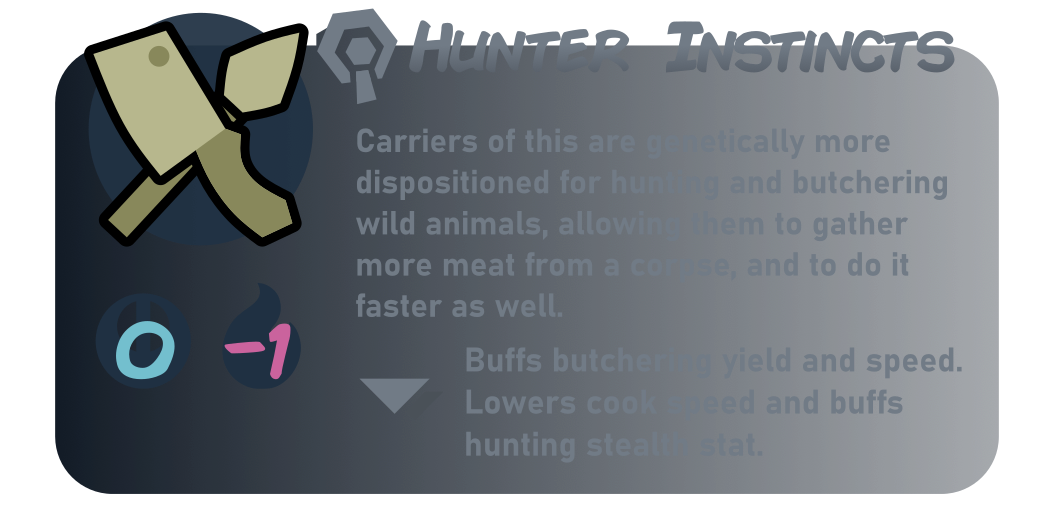 Hunter Instincts
Carriers of this are genetically more
dispositioned for hunting and butchering
wild animals, allowing them to gather
more meat from a corpse, and to do it
faster as well.
0
-1
Buffs butchering yield and speed.
Lowers cook speed and buffs
hunting stealth stat.